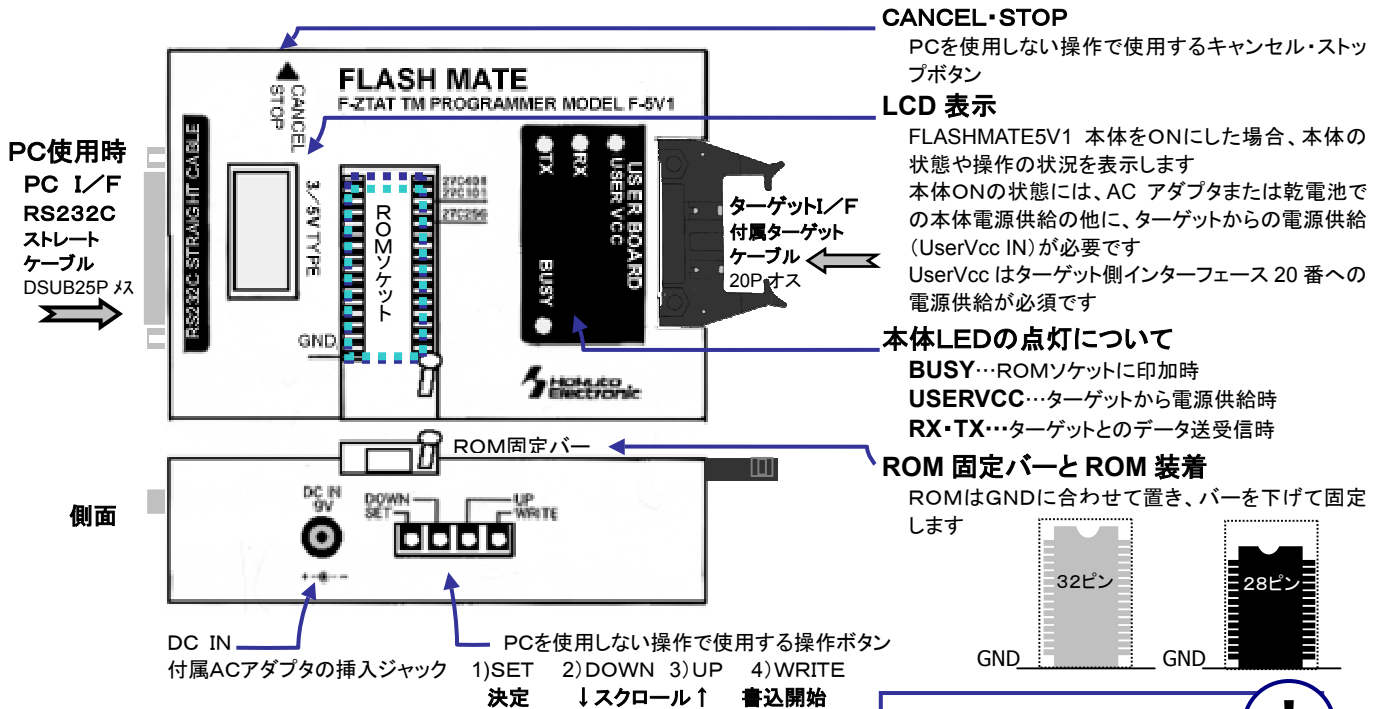 CANCEL・STOP
PCを使用しない操作で使用するキャンセル・ストッ
プボタン
LCD 表示
FLASHMATE5V1 本体をONにした場合、本体の
状態や操作の状況を表示します
本体ONの状態には、AC アダプタまたは乾電池で
の本体電源供給の他に、ターゲットからの電源供給
(UserVcc IN)が必要です
UserVcc はターゲット側インターフェース 20 番への
電源供給が必須です
本体LEDの点灯について
BUSY…ROMソケットに印加時
USERVCC…ターゲットから電源供給時
RX・TX…ターゲットとのデータ送受信時
ROM 固定バーと ROM 装着
ROMはGNDに合わせて置き、バーを下げて固定
します
32ピン
28ピン
GND
GND
PC使用時
PC I/F
RS232C
ストレート
ケーブル
DSUB25P メス
RS232C STRAIGHT CABLE
CANCEL
STOP
FLASH MATE
F-ZTAT TM PROGRAMMER MODEL F-5V1
3/5V TYPE
ROMソケット
27C401
27C101
27C256
GND
TX
RX
USER VCC
USER BOARD
BUSY
Hokuto
Electronic
ターゲットI/F
付属ターゲット
ケーブル
20P オス
ROM固定バー
側面
DC IN
9V
DOWN
SET
UP
WRITE
DC IN
付属ACアダプタの挿入ジャック
PCを使用しない操作で使用する操作ボタン
1)SET 2)DOWN 3)UP 4)WRITE
決定 ↓スクロール↑ 書込開始
!